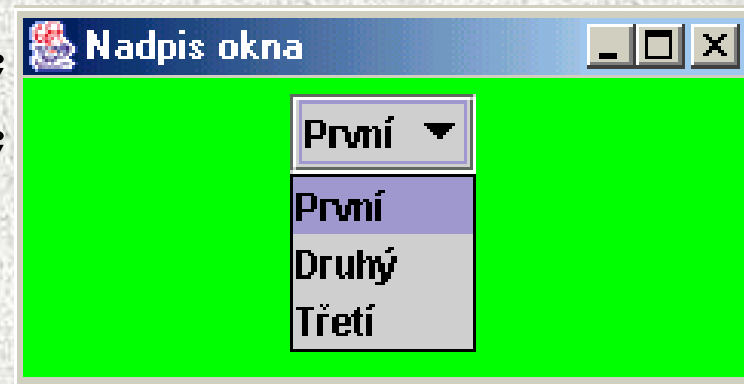 ;
Nadpis okna
;
První
První
Druhý
Třetí